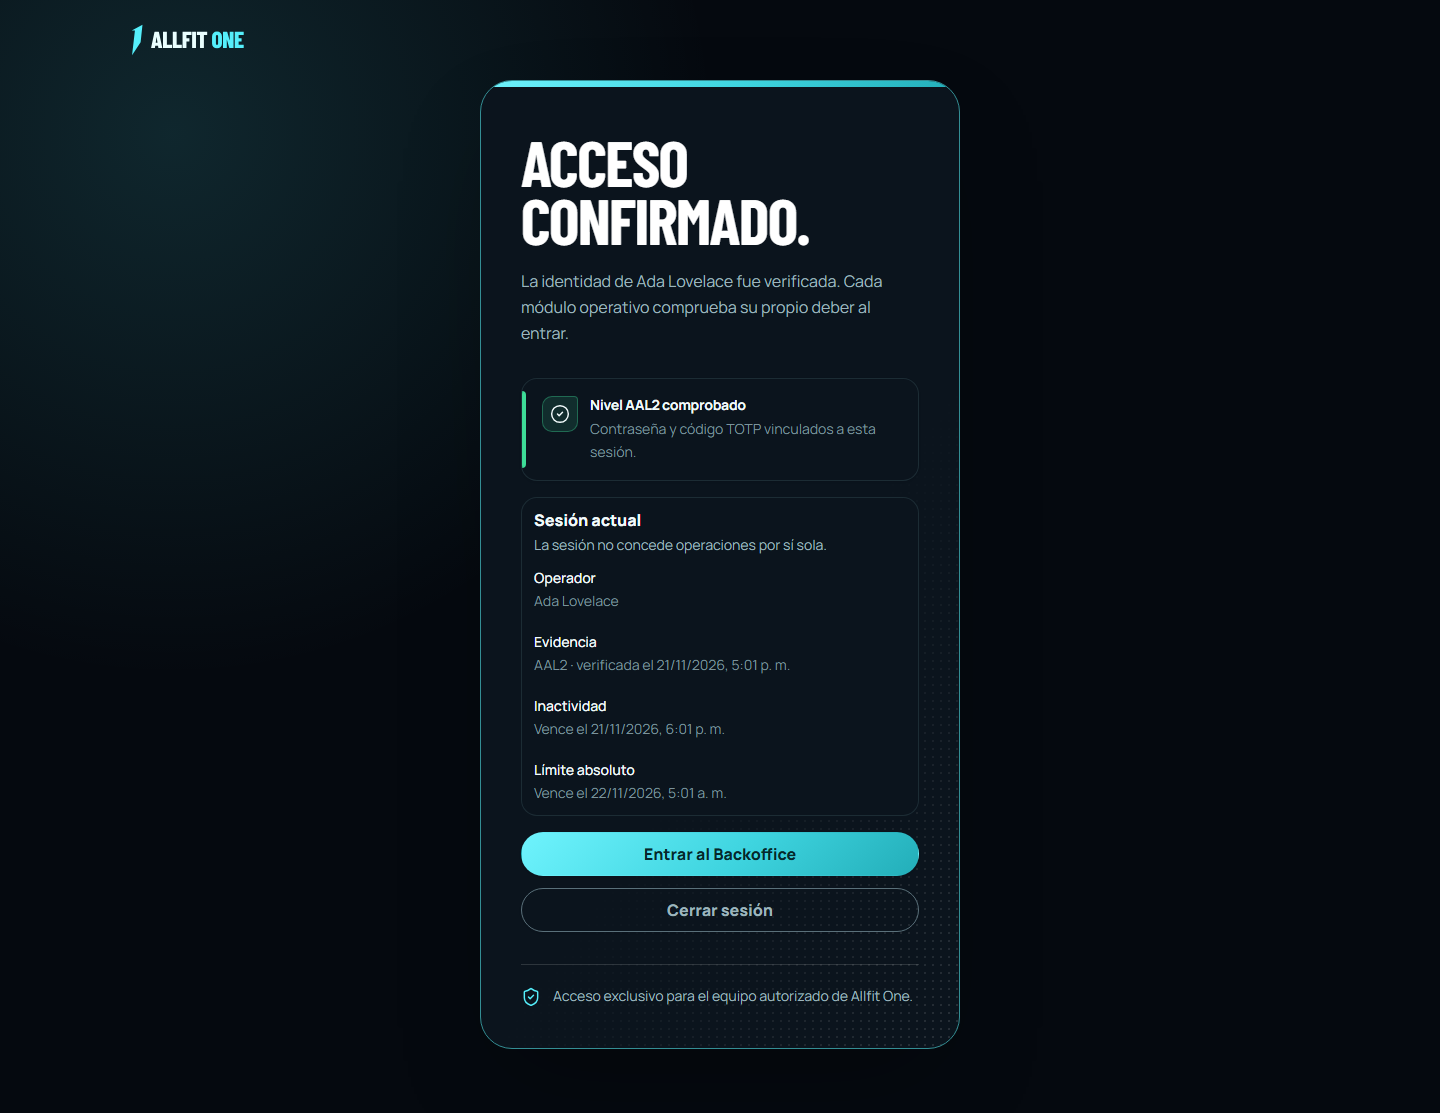 ALLFIT ONE
ACCESO
CONFIRMADO.
La identidad de Ada Lovelace fue verificada. Cada
módulo operativo comprueba su propio deber al
entrar.
Nivel AAL2 comprobado
Contraseña y código TOTP vinculados a esta
sesión.
Sesión actual
La sesión no concede operaciones por sí sola.
Operador
Ada Lovelace
Evidencia
AAL2 · verificada el 21/11/2026, 5:01 p. m.
Inactividad
Vence el 21/11/2026, 6:01 p. m.
Límite absoluto
Vence el 22/11/2026, 5:01 a. m.
Entrar al Backoffice
Cerrar sesión
Acceso exclusivo para el equipo autorizado de Allfit One.